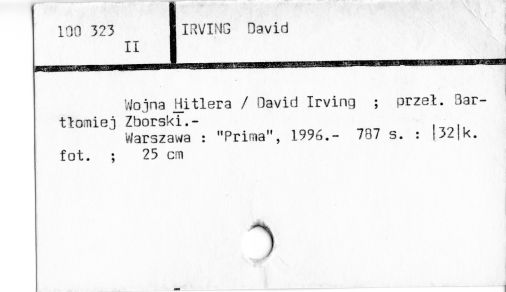 100 323
II
IRVING David
Wojna Hitlera / David Irving ; przeł. Bar-
tłomiej Zborski.-
Warszawa : "Prima", 1996.- 787 s. : |32|k.
fot. ; 25 cm